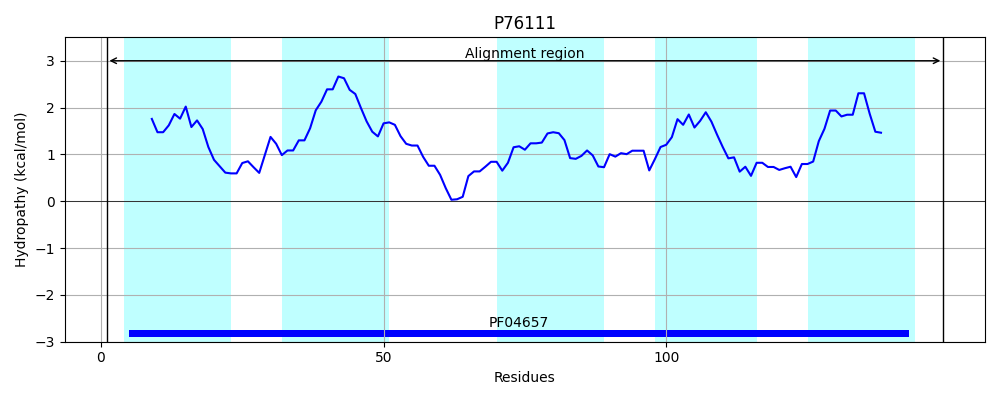 P76111
Alignment region
3
2
1
0
−1
−2
−3
Hydropathy (kcal/mol)
PF04657
0
50
100
Residues